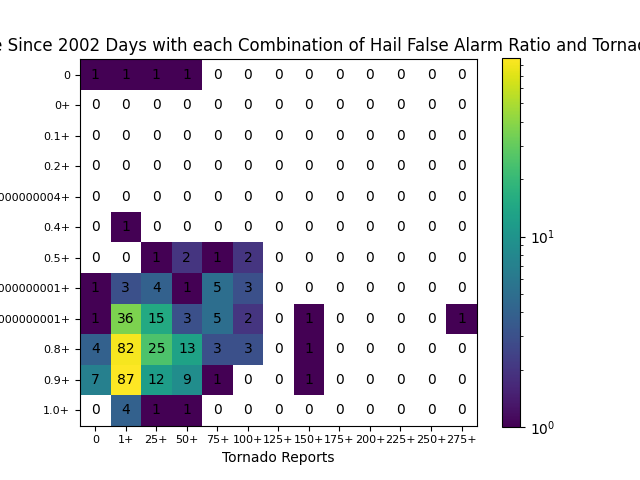 e Since 2002 Days with each Combination of Hail False Alarm Ratio and Torna
0 1 1 1 1 0 0 0 0 0 0 0 0 0
0+ 0 0 0 0 0 0 0 0 0 0 0 0 0
0.1+ 0 0 0 0 0 0 0 0 0 0 0 0 0
0.2+ 0 0 0 0 0 0 0 0 0 0 0 0 0
000000004+ 0 0 0 0 0 0 0 0 0 0 0 0 0
0.4+ 0 1 0 0 0 0 0 0 0 0 0 0 0
0.5+ 0 0 1 2 1 2 0 0 0 0 0 0 0
000000001+ 1 3 4 1 5 3 0 0 0 0 0 0 0
000000001+ 1 36 15 3 5 2 0 1 0 0 0 0 1
0.8+ 4 82 25 13 3 3 0 1 0 0 0 0 0
0.9+ 7 87 12 9 1 0 0 1 0 0 0 0 0
1.0+ 0 4 1 1 0 0 0 0 0 0 0 0 0
0 1+ 25+ 50+ 75+ 100+ 125+ 150+ 175+ 200+ 225+ 250+ 275+
Tornado Reports
10¹
10⁰